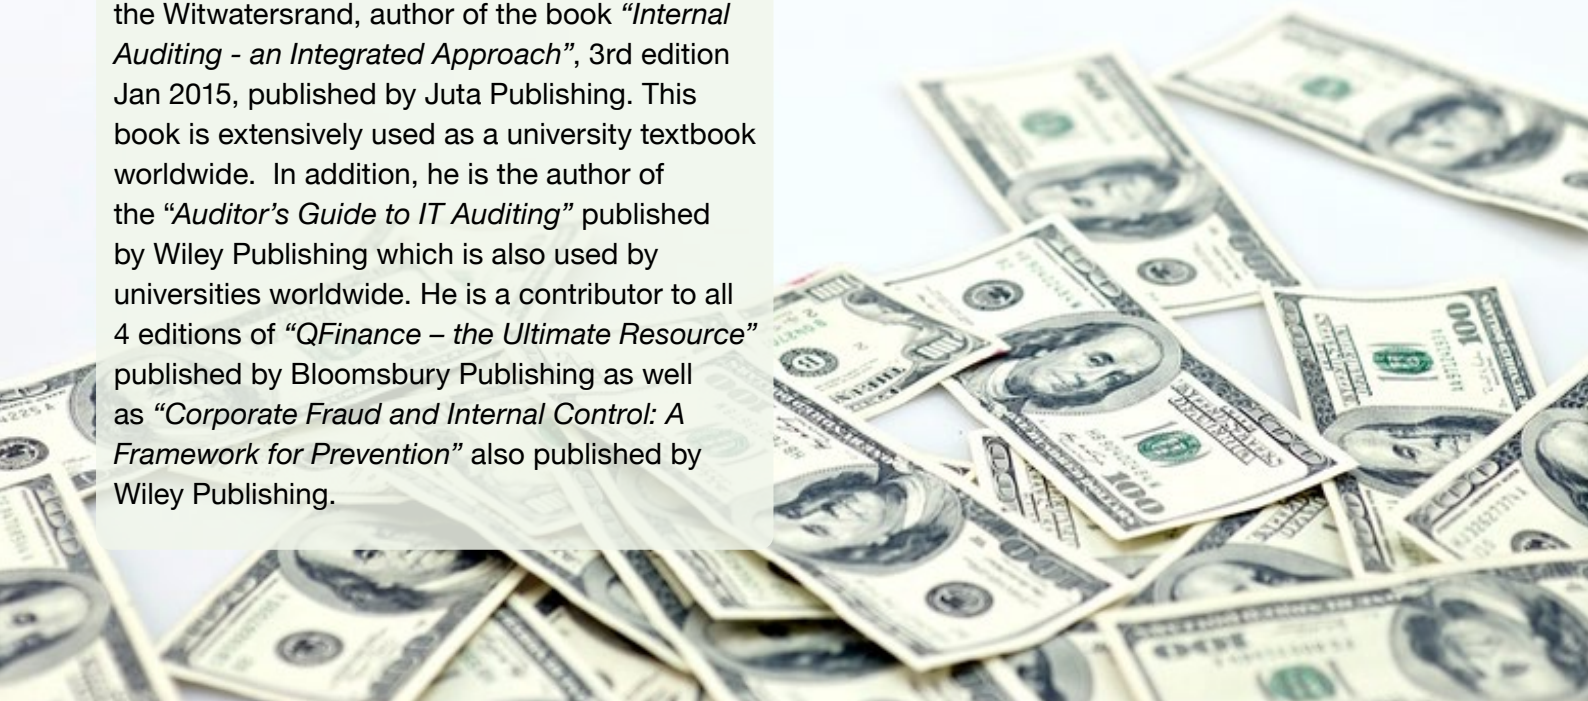 the Witwatersrand, author of the book “Internal
Auditing - an Integrated Approach”, 3rd edition
Jan 2015, published by Juta Publishing. This
book is extensively used as a university textbook
worldwide.  In addition, he is the author of
the “Auditor’s Guide to IT Auditing” published
by Wiley Publishing which is also used by
universities worldwide. He is a contributor to all
4 editions of “QFinance – the Ultimate Resource”
published by Bloomsbury Publishing as well
as “Corporate Fraud and Internal Control: A
Framework for Prevention” also published by
Wiley Publishing.
100
100